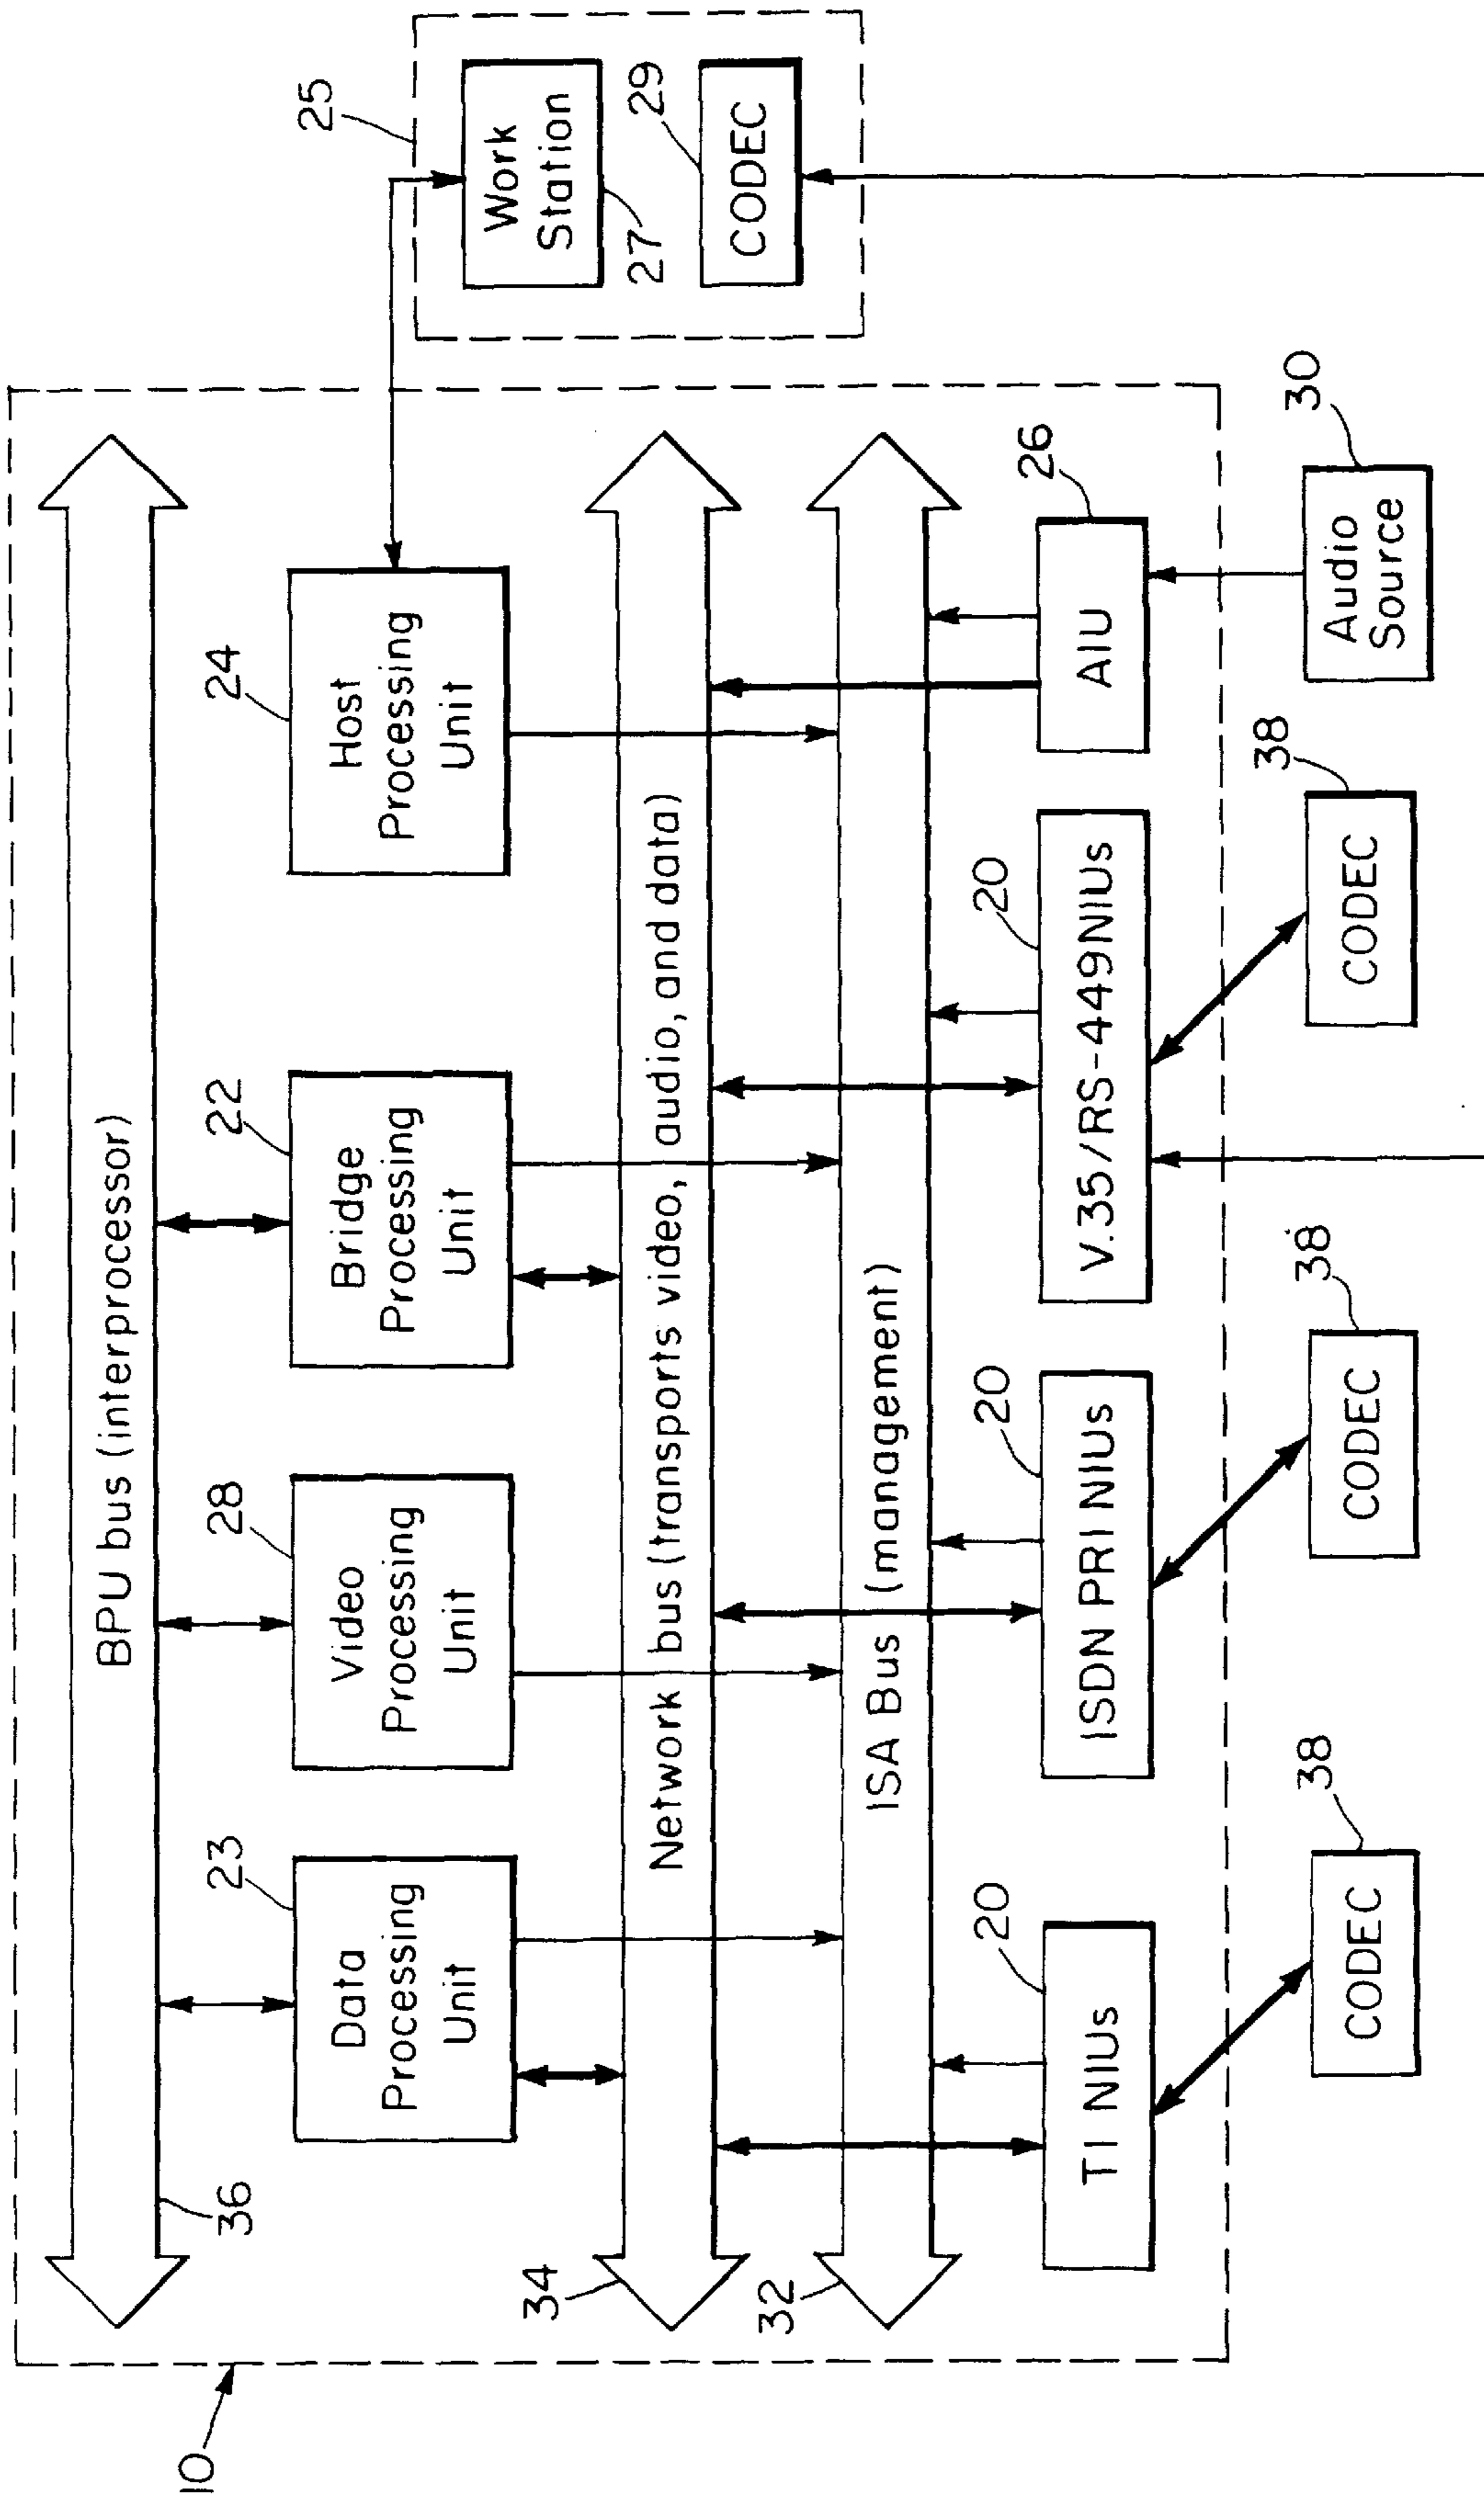 10
BPU bus (interprocessor)
36
23
Data
Processing
Unit
28
Video
Processing
Unit
22
Bridge
Processing
Unit
24
Host
Processing
Unit
25
Work
Station
27
29
CODEC
34
Network bus (transports video, audio, and data)
32
ISA Bus (management)
20
T1 NIUs
20
ISDN PRI NIUs
20
V.35/RS-449NIUs
26
AIU
38
CODEC
38
CODEC
38
CODEC
30
Audio
Source